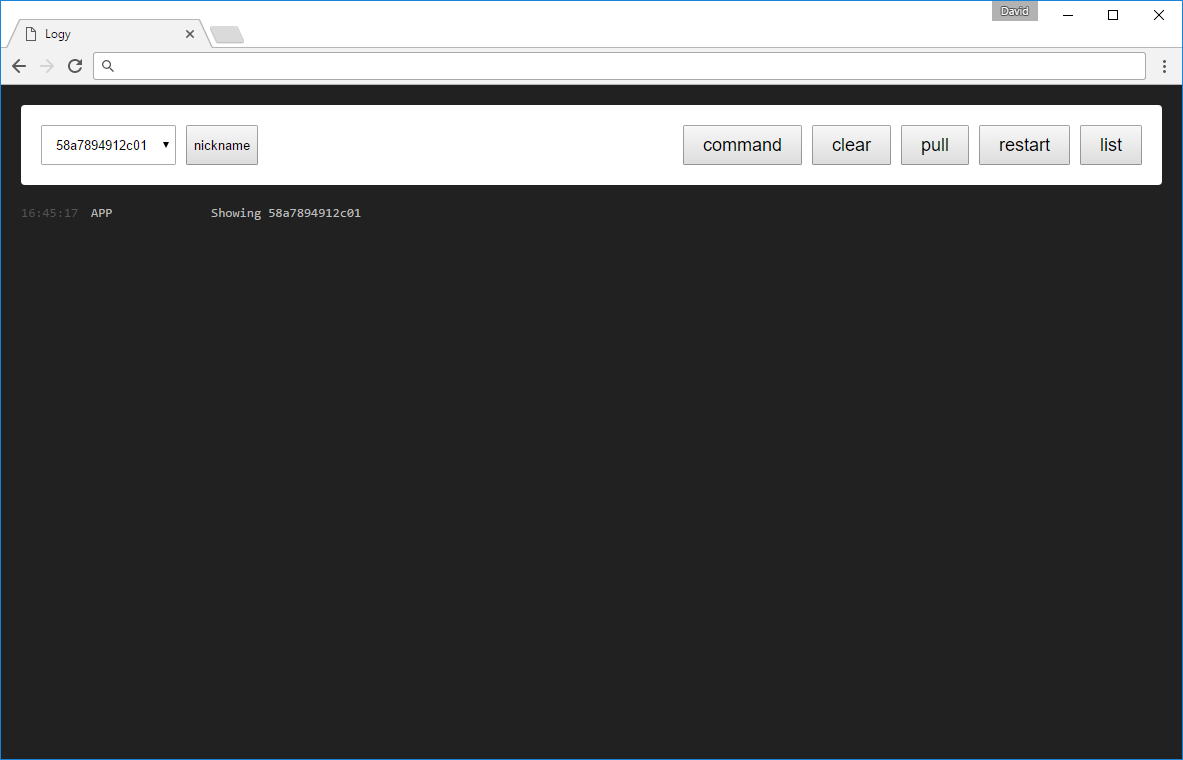 David
Logy
58a7894912c01 nickname command clear pull restart list
16:45:17 APP Showing 58a7894912c01